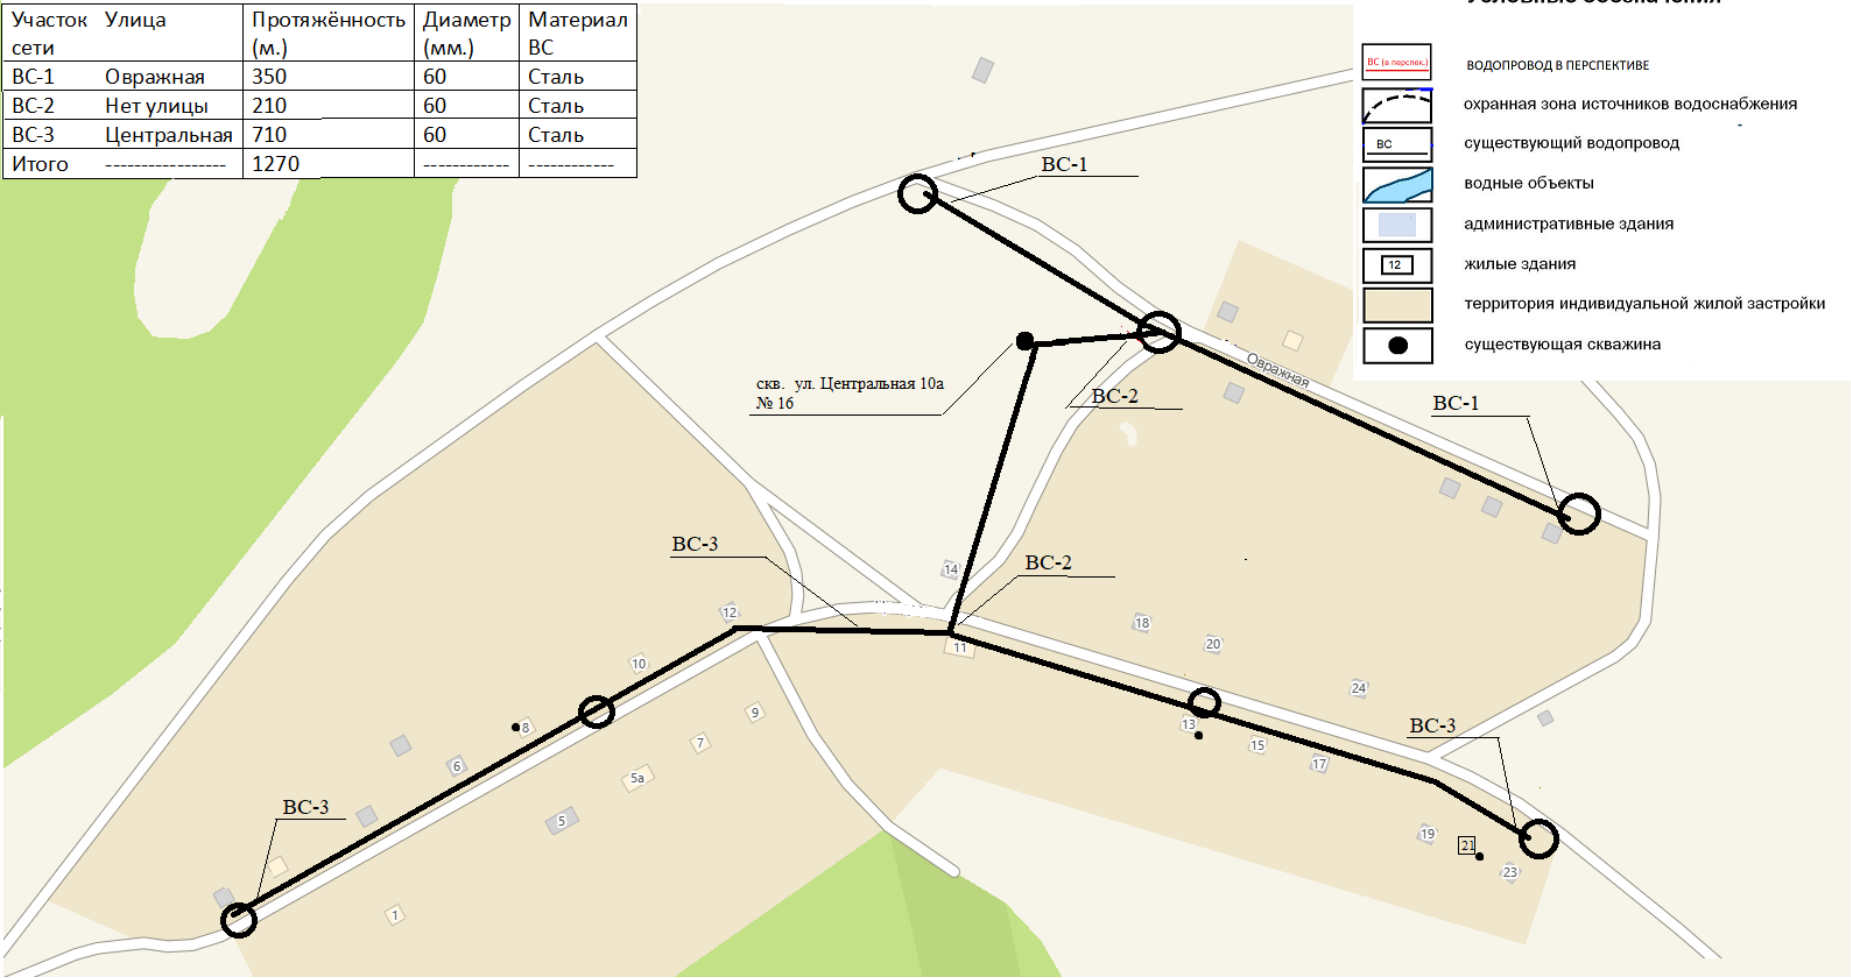 Участок Улица Протяжённость Диаметр Материал
сети (м.) (мм.) ВС
ВС-1 Овражная 350 60 Сталь
ВС-2 Нет улицы 210 60 Сталь
ВС-3 Центральная 710 60 Сталь
Итого ------------------ 1270 ------------- -------------
ВС (в перспек.) ВОДОПРОВОД В ПЕРСПЕКТИВЕ
охранная зона источников водоснабжения
ВС существующий водопровод
водные объекты
административные здания
12 жилые здания
территория индивидуальной жилой застройки
существующая скважина
ВС-1
Овражная
скв. ул. Центральная 10а
№ 16
ВС-2
ВС-1
ВС-3
ВС-2
14
12
18
11
20
10
24
9
13
8
7
15
17
6
5а
ВС-3
ВС-3
5
19
21
23
1